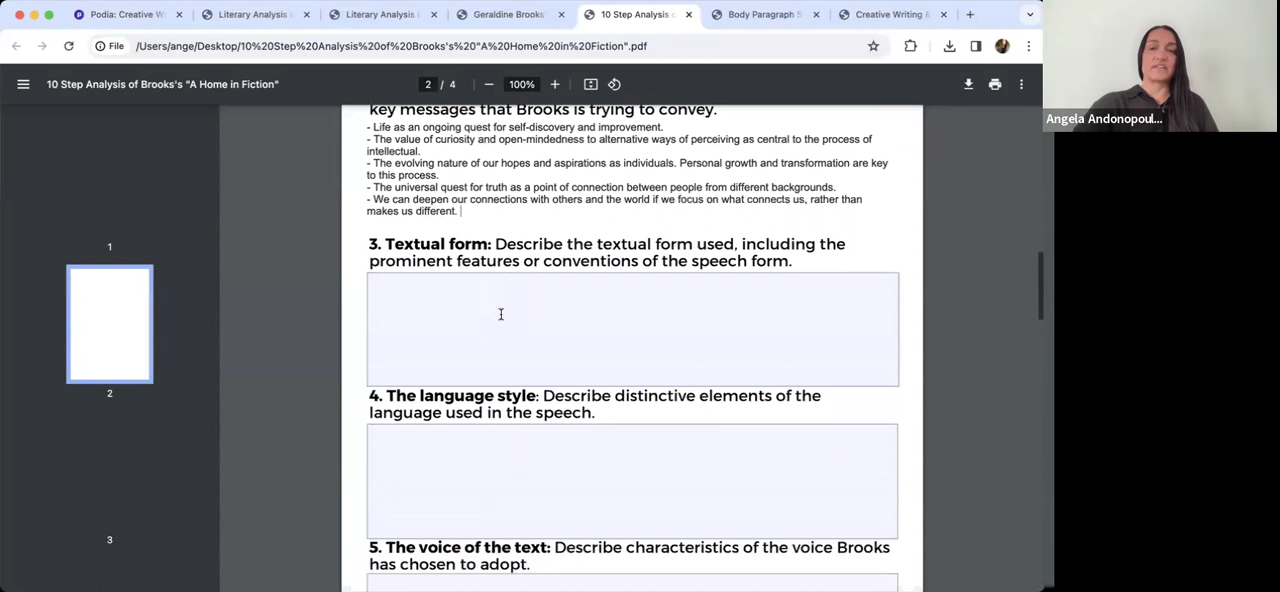 Podia: Creative W
Literary Analysis
Literary Analysis
Geraldine Brooks
10 Step Analysis o
Body Paragraph S
Creative Writing &
File
/Users/ange/Desktop/10%20Step%20Analysis%20of%20Brooks's%20"A%20Home%20in%20Fiction".pdf
10 Step Analysis of Brooks's "A Home in Fiction"
2 / 4
100%
Angela Andonopoul...
key messages that Brooks is trying to convey.
- Life as an ongoing quest for self-discovery and improvement.
- The value of curiosity and open-mindedness to alternative ways of perceiving as central to the process of
intellectual.
- The evolving nature of our hopes and aspirations as individuals. Personal growth and transformation are key
to this process.
- The universal quest for truth as a point of connection between people from different backgrounds.
- We can deepen our connections with others and the world if we focus on what connects us, rather than
makes us different.
3. Textual form: Describe the textual form used, including the
prominent features or conventions of the speech form.
4. The language style: Describe distinctive elements of the
language used in the speech.
5. The voice of the text: Describe characteristics of the voice Brooks
has chosen to adopt.
1
2
3